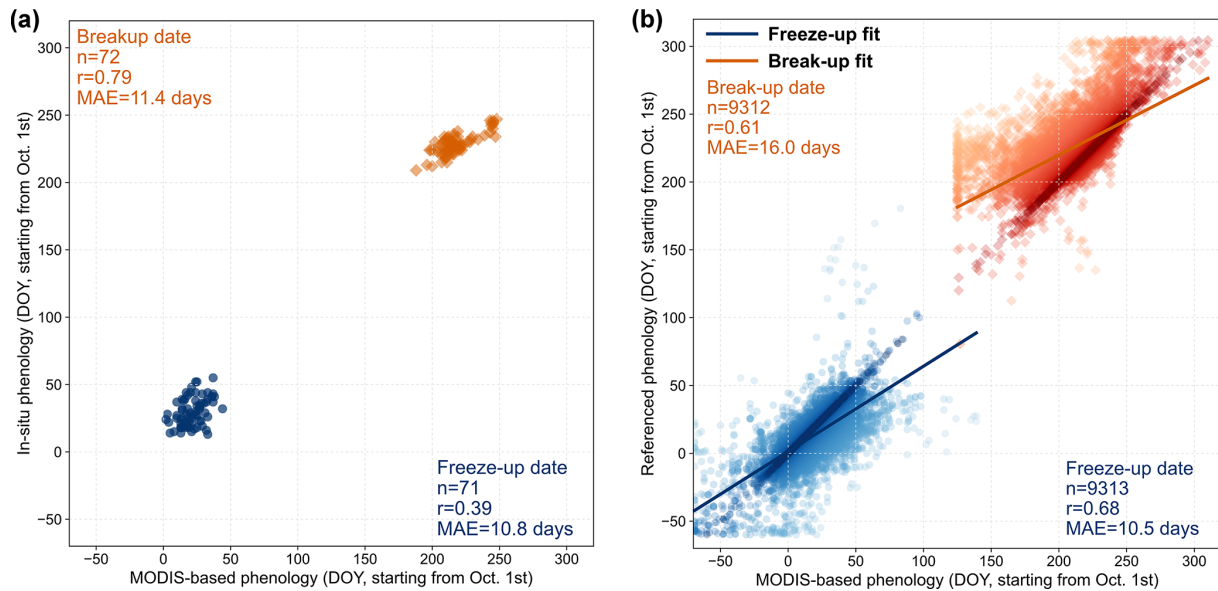 (a)
Breakup date
n=72
r=0.79
MAE=11.4 days
Freeze-up date
n=71
r=0.39
MAE=10.8 days
300
250
200
150
100
50
0
−50
−50
0
50
100
150
200
250
300
In-situ phenology (DOY, starting from Oct. 1st)
MODIS-based phenology (DOY, starting from Oct. 1st)
(b)
Freeze-up fit
Break-up fit
Break-up date
n=9312
r=0.61
MAE=16.0 days
Freeze-up date
n=9313
r=0.68
MAE=10.5 days
300
250
200
150
100
50
0
−50
−50
0
50
100
150
200
250
300
Referenced phenology (DOY, starting from Oct. 1st)
MODIS-based phenology (DOY, starting from Oct. 1st)